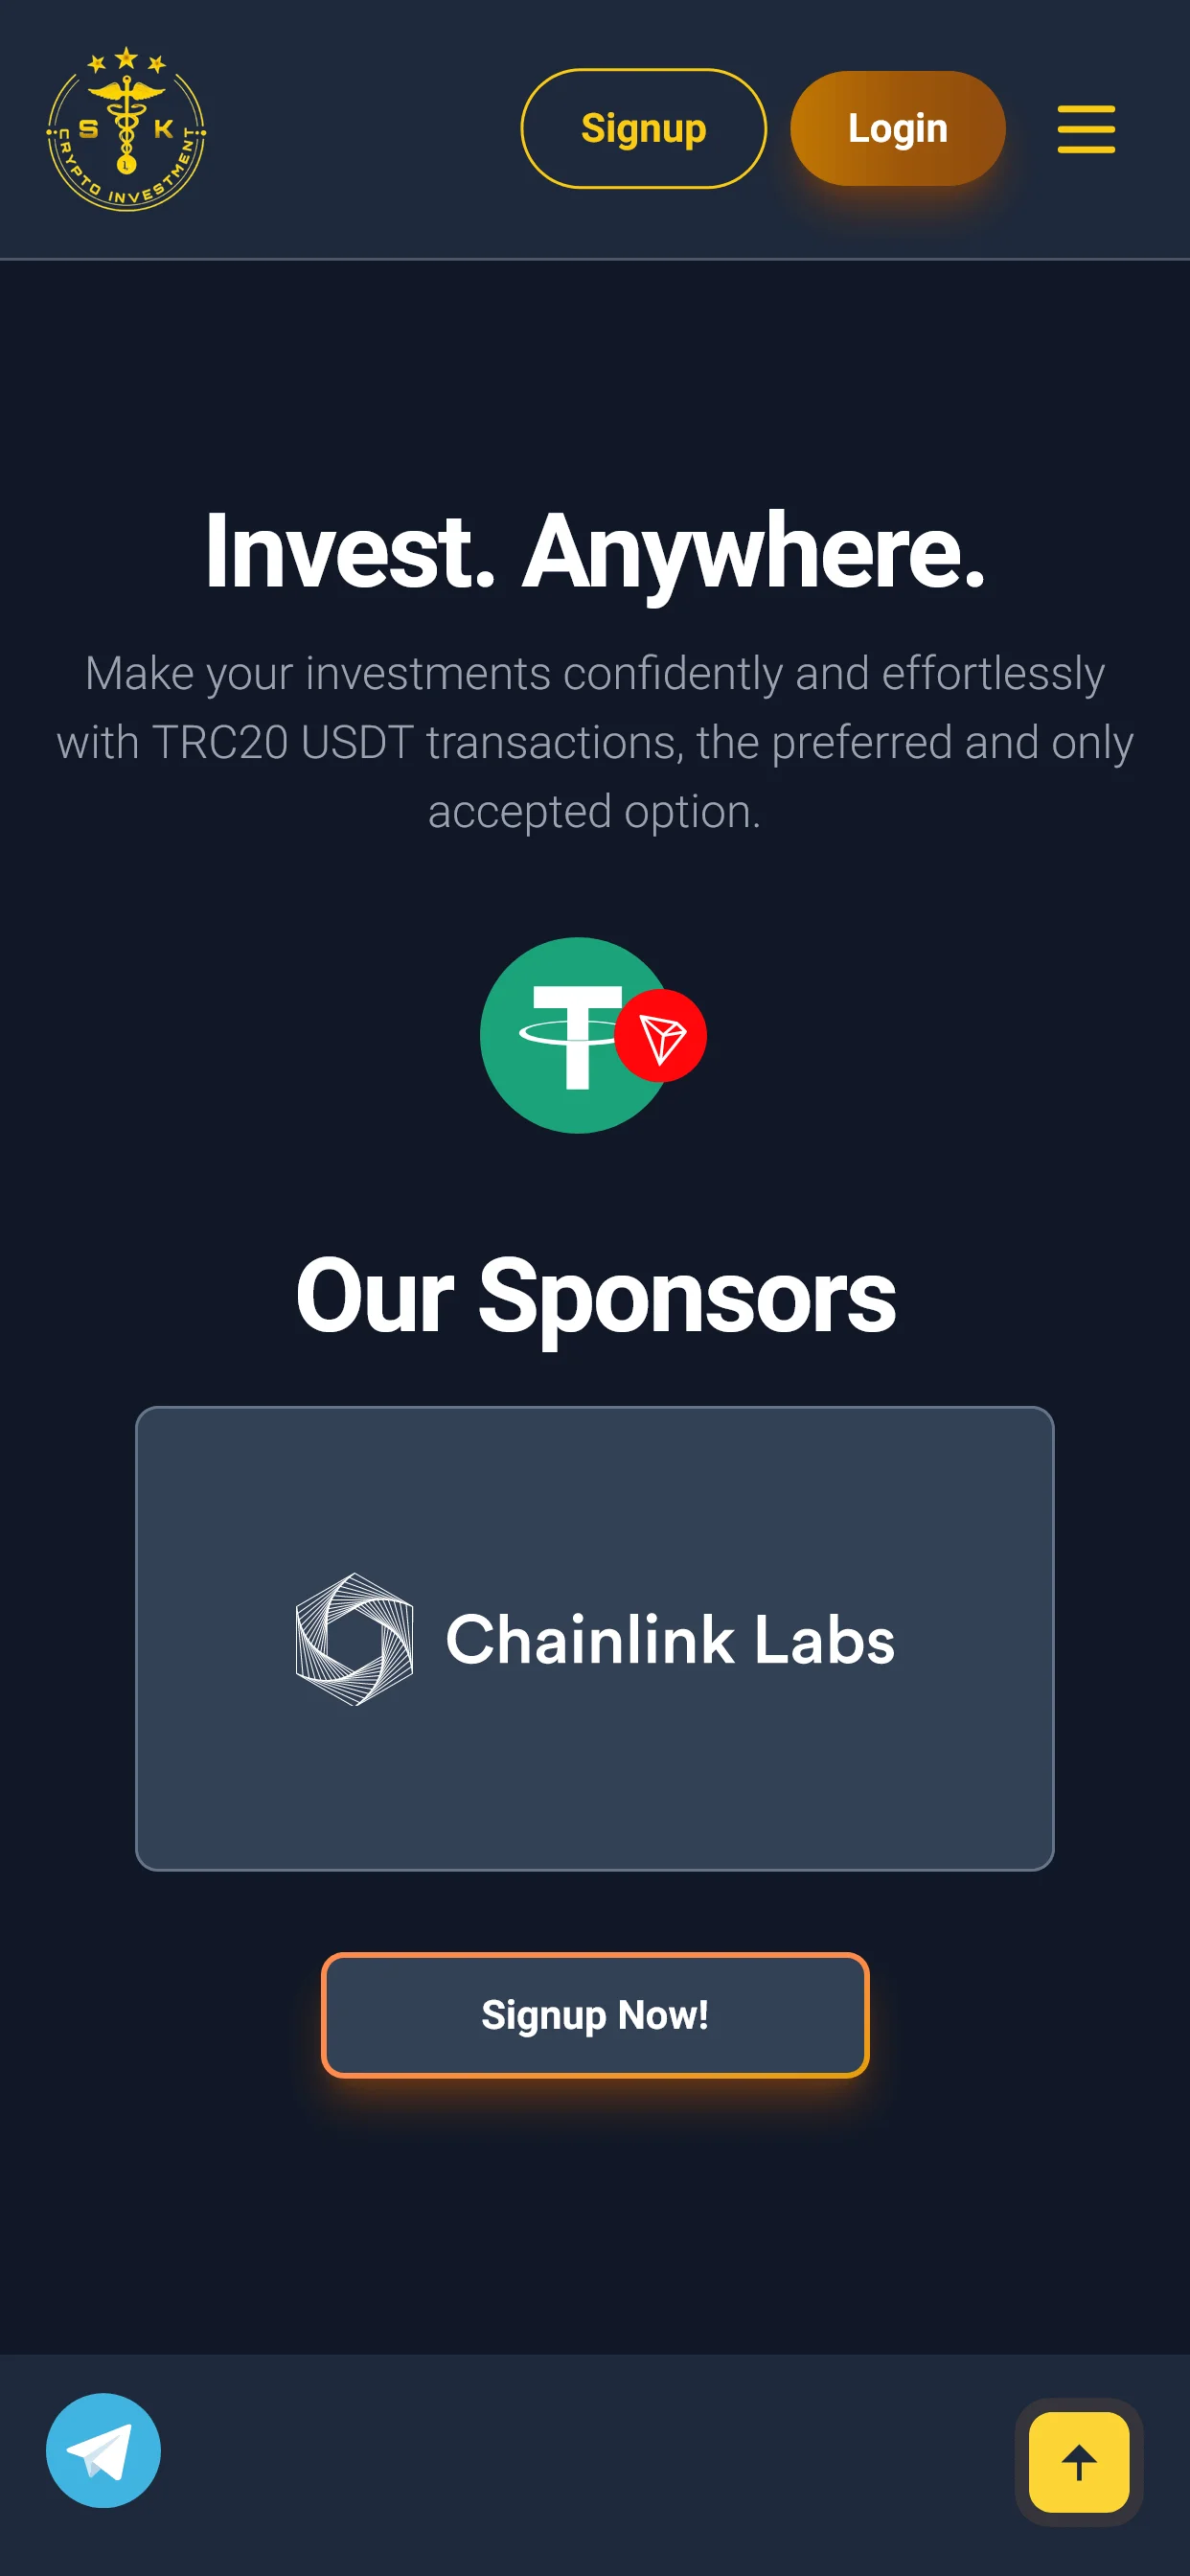 S K
CRYPTO INVESTMENT
Signup
Login
Invest. Anywhere.
Make your investments confidently and effortlessly
with TRC20 USDT transactions, the preferred and only
accepted option.
Our Sponsors
Chainlink Labs
Signup Now!